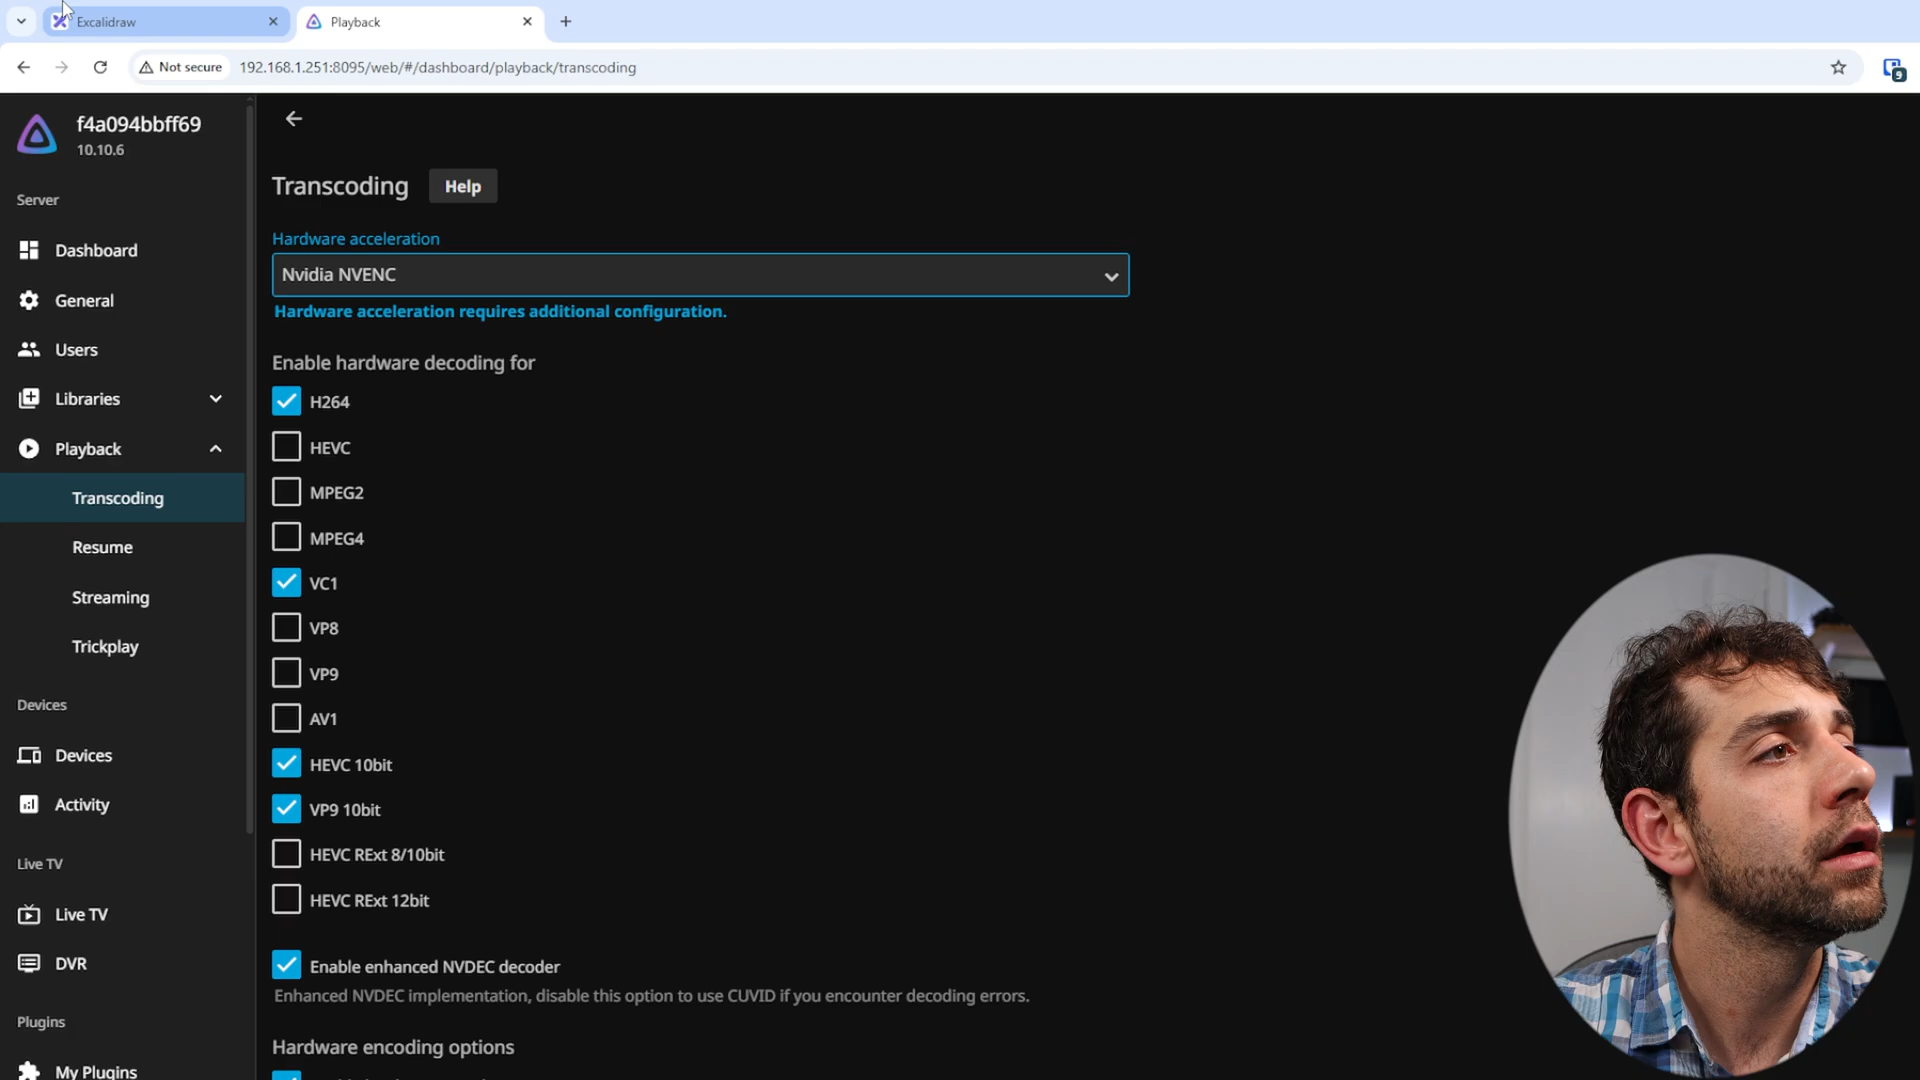 Excalidraw
Playback
Not secure
192.168.1.251:8095/web/#/dashboard/playback/transcoding
9
f4a094bbff69
10.10.6
Server
Dashboard
General
Users
Libraries
Playback
Transcoding
Resume
Streaming
Trickplay
Devices
Devices
Activity
Live TV
Live TV
DVR
Plugins
My Plugins
Transcoding
Help
Hardware acceleration
Nvidia NVENC
Hardware acceleration requires additional configuration.
Enable hardware decoding for
H264
HEVC
MPEG2
MPEG4
VC1
VP8
VP9
AV1
HEVC 10bit
VP9 10bit
HEVC RExt 8/10bit
HEVC RExt 12bit
Enable enhanced NVDEC decoder
Enhanced NVDEC implementation, disable this option to use CUVID if you encounter decoding errors.
Hardware encoding options